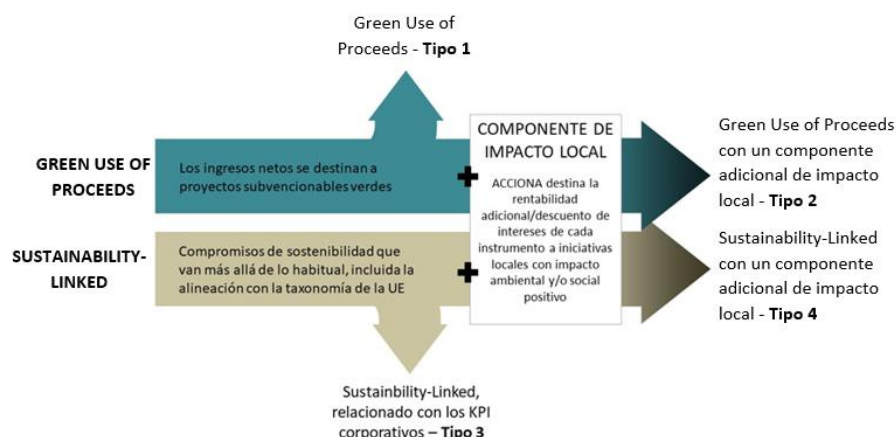 Green Use of
Proceeds - Tipo 1
GREEN USE OF
PROCEEDS
Los ingresos netos se destinan a
proyectos subvencionables verdes
SUSTAINABILITY-
LINKED
Compromisos de sostenibilidad que
van más allá de lo habitual, incluida la
alineación con la taxonomía de la UE
+
+
COMPONENTE DE
IMPACTO LOCAL
ACCIONA destina la
rentabilidad
adicional/descuento de
intereses de cada
instrumento a iniciativas
locales con impacto
ambiental y/o social
positivo
Green Use of Proceeds
con un componente
adicional de impacto
local - Tipo 2
Sustainability-Linked
con un componente
adicional de impacto
local - Tipo 4
Sustainbility-Linked,
relacionado con los KPI
corporativos – Tipo 3